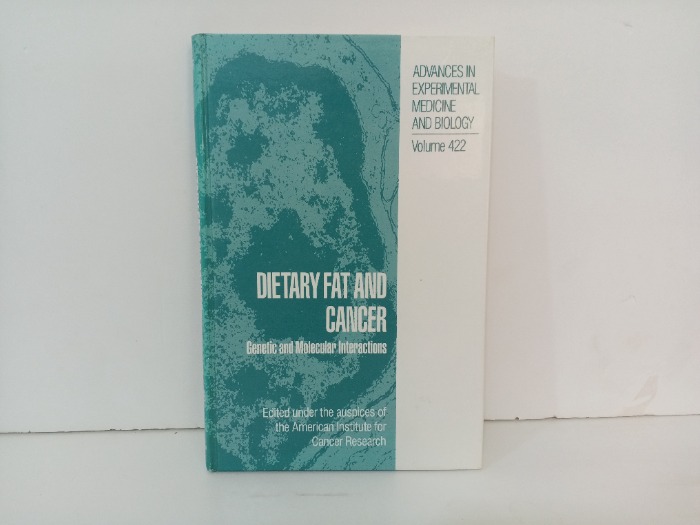 ADVANCES IN
EXPERIMENTAL
MEDICINE
AND BIOLOGY
Volume 422
DIETARY FAT AND
CANCER
Genetic and Molecular Interactions
Edited under the auspices of
the American Institute for
Cancer Research